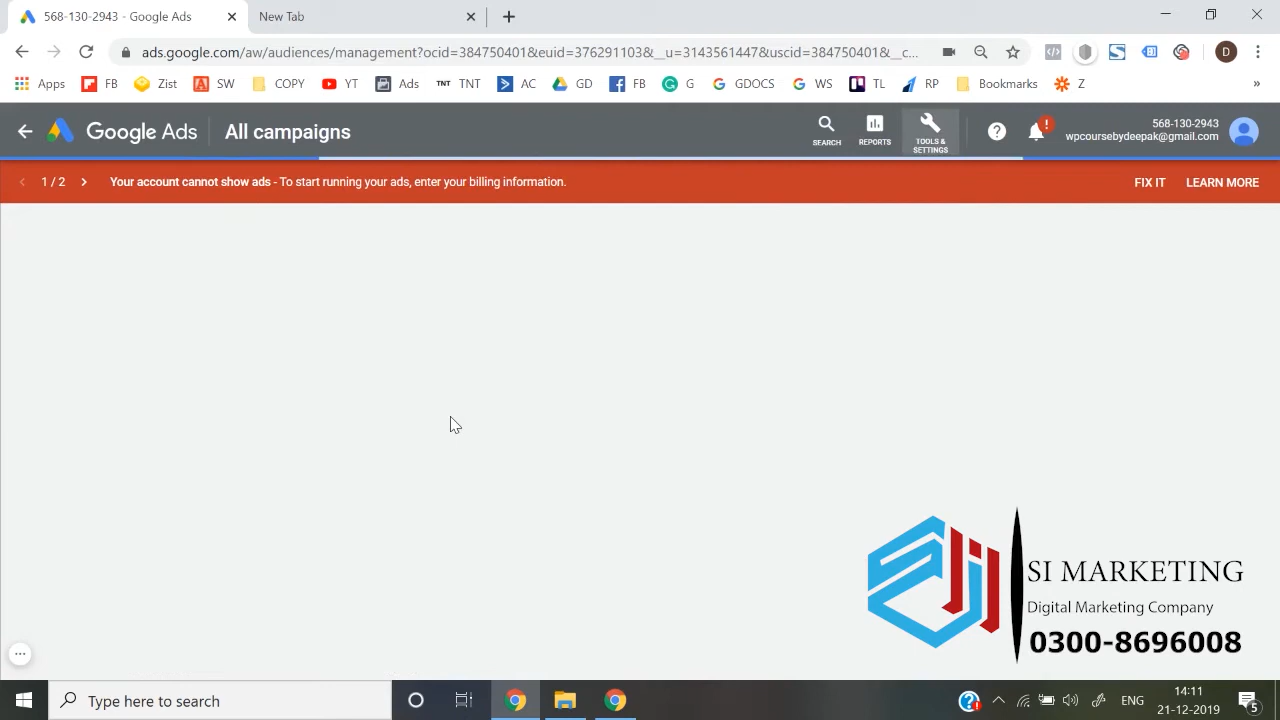 568-130-2943 - Google Ads
New Tab
ads.google.com/aw/audiences/management?ocid=384750401&euid=376291103&__u=3143561447&uscid=384750401&__c...
Apps
FB
Zist
SW
COPY
YT
Ads
TNT
TNT
AC
GD
FB
G
GDOCS
WS
TL
RP
Bookmarks
Z
»
D
Google Ads
All campaigns
SEARCH
REPORTS
TOOLS &
SETTINGS
568-130-2943
wpcoursebydeepak@gmail.com
1 / 2
Your account cannot show ads - To start running your ads, enter your billing information.
FIX IT
LEARN MORE
SI MARKETING
Digital Marketing Company
0300-8696008
Type here to search
ENG
14:11
21-12-2019
5